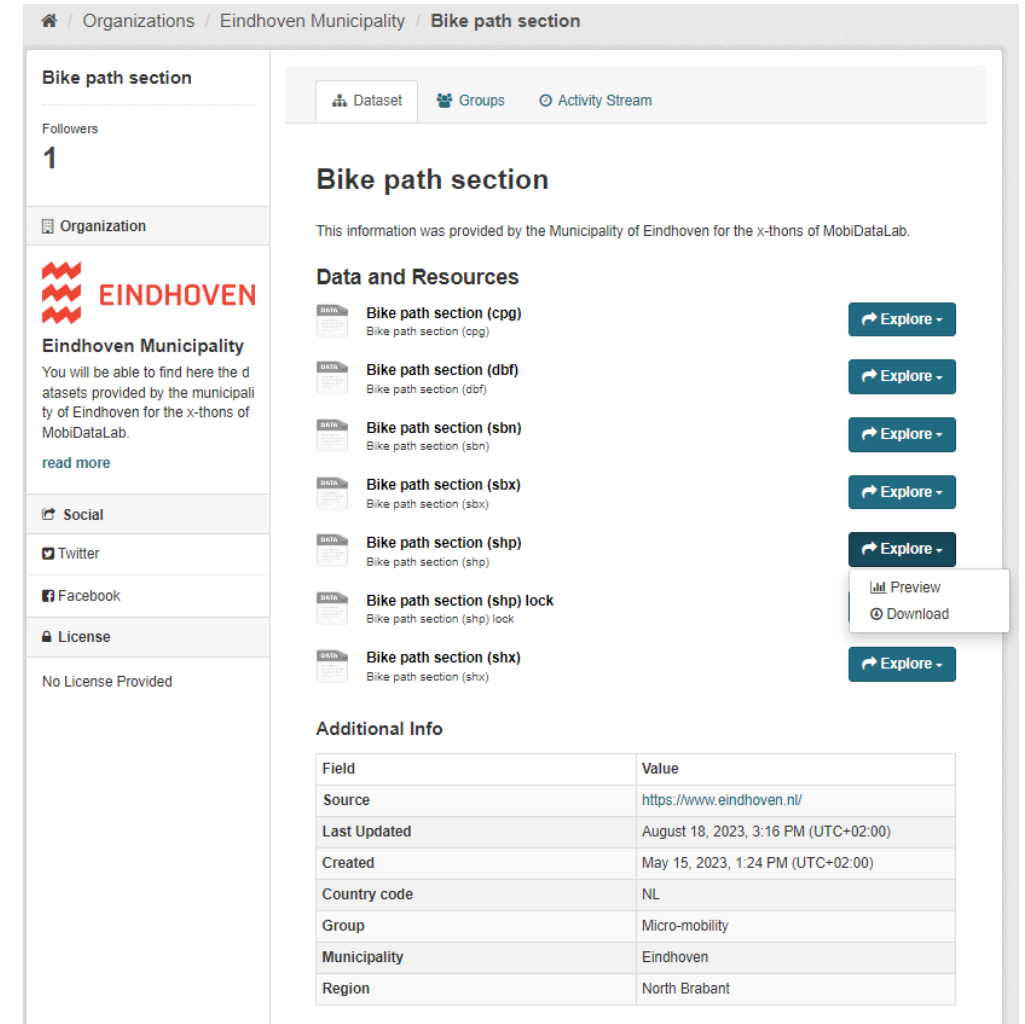 / Organizations / Eindhoven Municipality / Bike path section
Bike path section
Followers
1
Organization
EINDHOVEN
Eindhoven Municipality
You will be able to find here the d
atasets provided by the municipali
ty of Eindhoven for the x-thons of
MobiDataLab.
read more
Social
Twitter
Facebook
License
No License Provided
Dataset
Groups
Activity Stream
Bike path section
This information was provided by the Municipality of Eindhoven for the x-thons of MobiDataLab.
Data and Resources
DATA
Bike path section (cpg)
Bike path section (cpg)
Explore
DATA
Bike path section (dbf)
Bike path section (dbf)
Explore
DATA
Bike path section (sbn)
Bike path section (sbn)
Explore
DATA
Bike path section (sbx)
Bike path section (sbx)
Explore
DATA
Bike path section (shp)
Bike path section (shp)
Explore
Preview
Download
DATA
Bike path section (shp) lock
Bike path section (shp) lock
DATA
Bike path section (shx)
Bike path section (shx)
Explore
Additional Info
Field Value
Source https://www.eindhoven.nl/
Last Updated August 18, 2023, 3:16 PM (UTC+02:00)
Created May 15, 2023, 1:24 PM (UTC+02:00)
Country code NL
Group Micro-mobility
Municipality Eindhoven
Region North Brabant